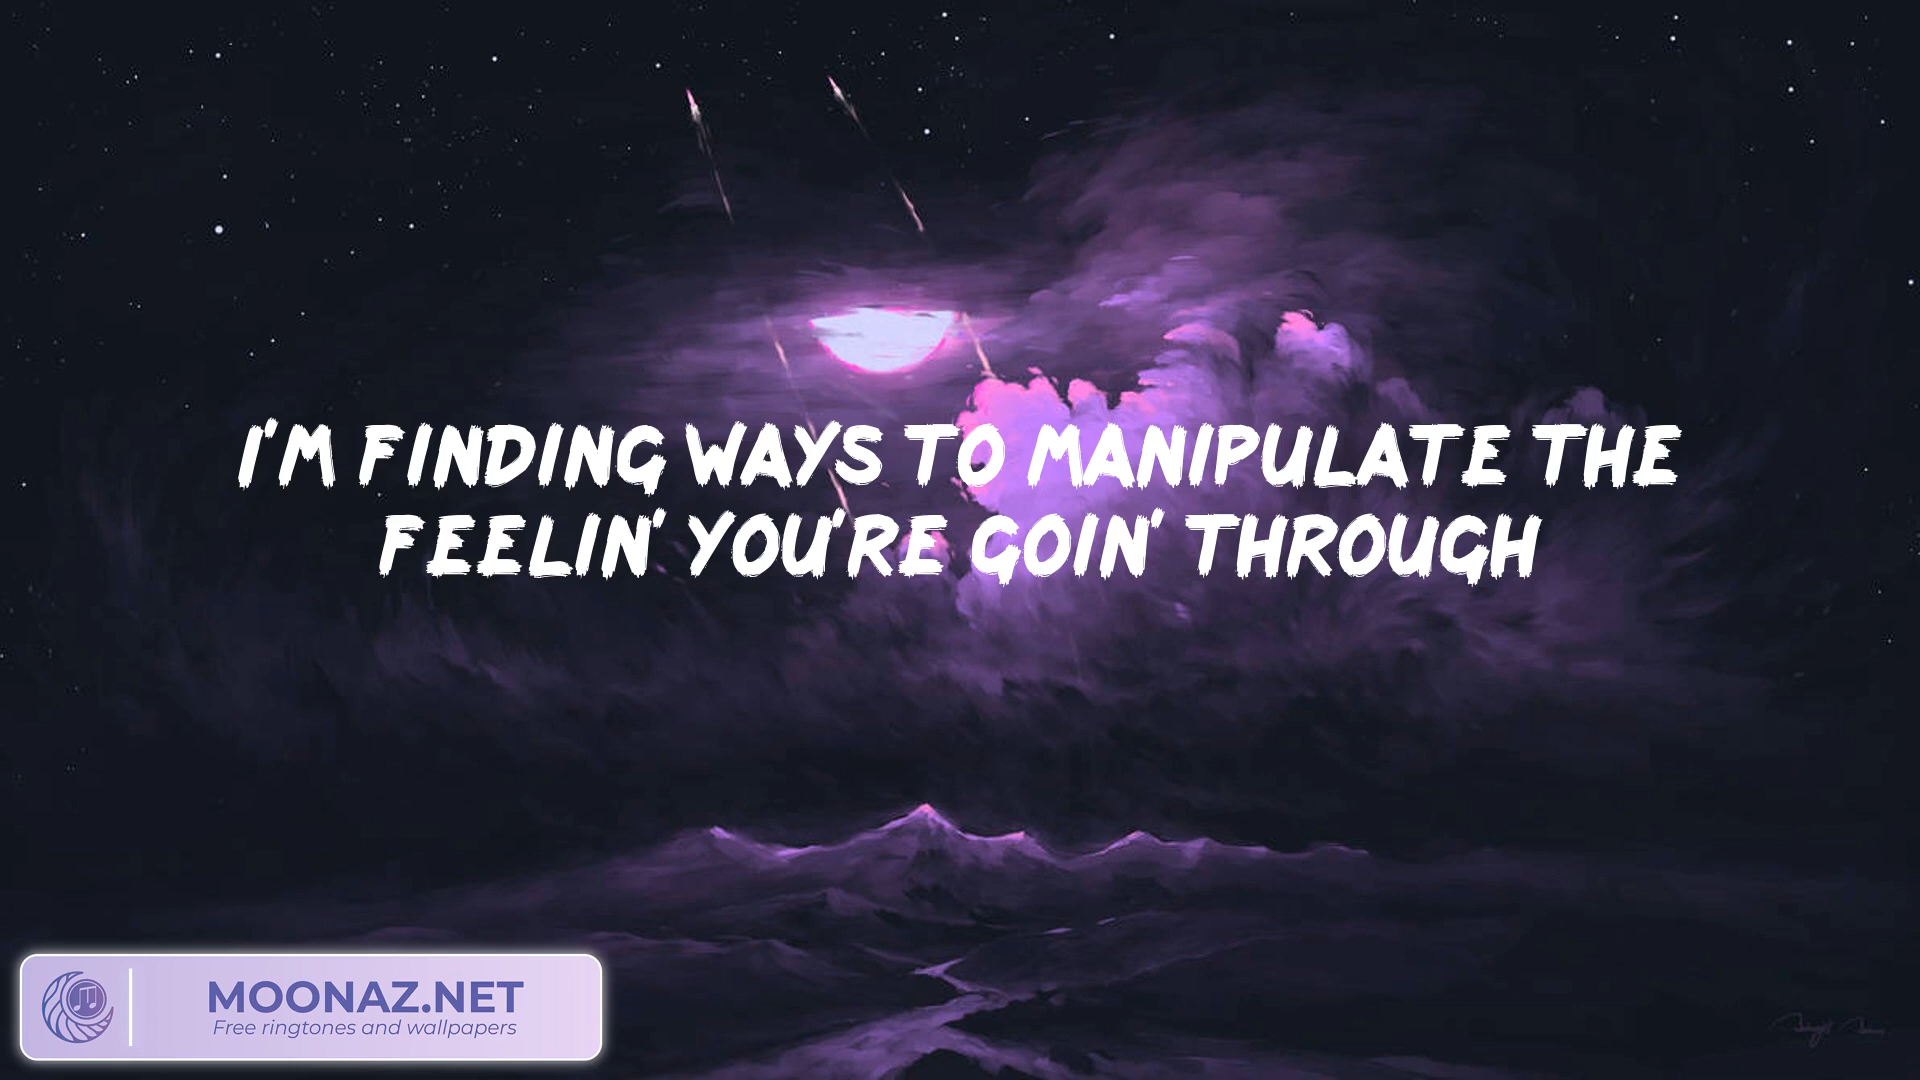 I'M FINDING WAYS TO MANIPULATE THE
FEELIN' YOU'RE GOIN' THROUGH
MOONAZ.NET
Free ringtones and wallpapers